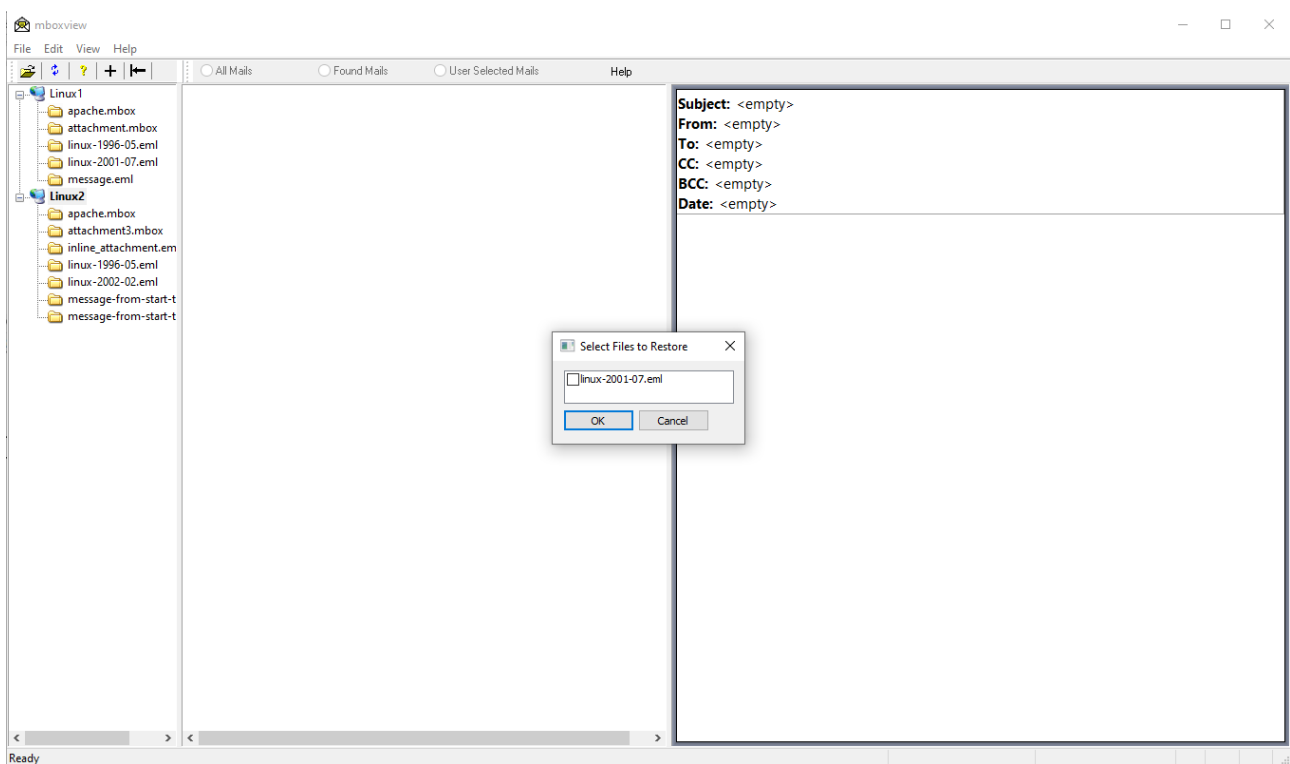 mboxview
File Edit View Help
All Mails Found Mails User Selected Mails Help
Linux1
apache.mbox
attachment.mbox
linux-1996-05.eml
linux-2001-07.eml
message.eml
Linux2
apache.mbox
attachment3.mbox
inline_attachment.em
linux-1996-05.eml
linux-2002-02.eml
message-from-start-t
message-from-start-t
Subject: <empty>
From: <empty>
To: <empty>
CC: <empty>
BCC: <empty>
Date: <empty>
Select Files to Restore
linux-2001-07.eml
OK Cancel
Ready